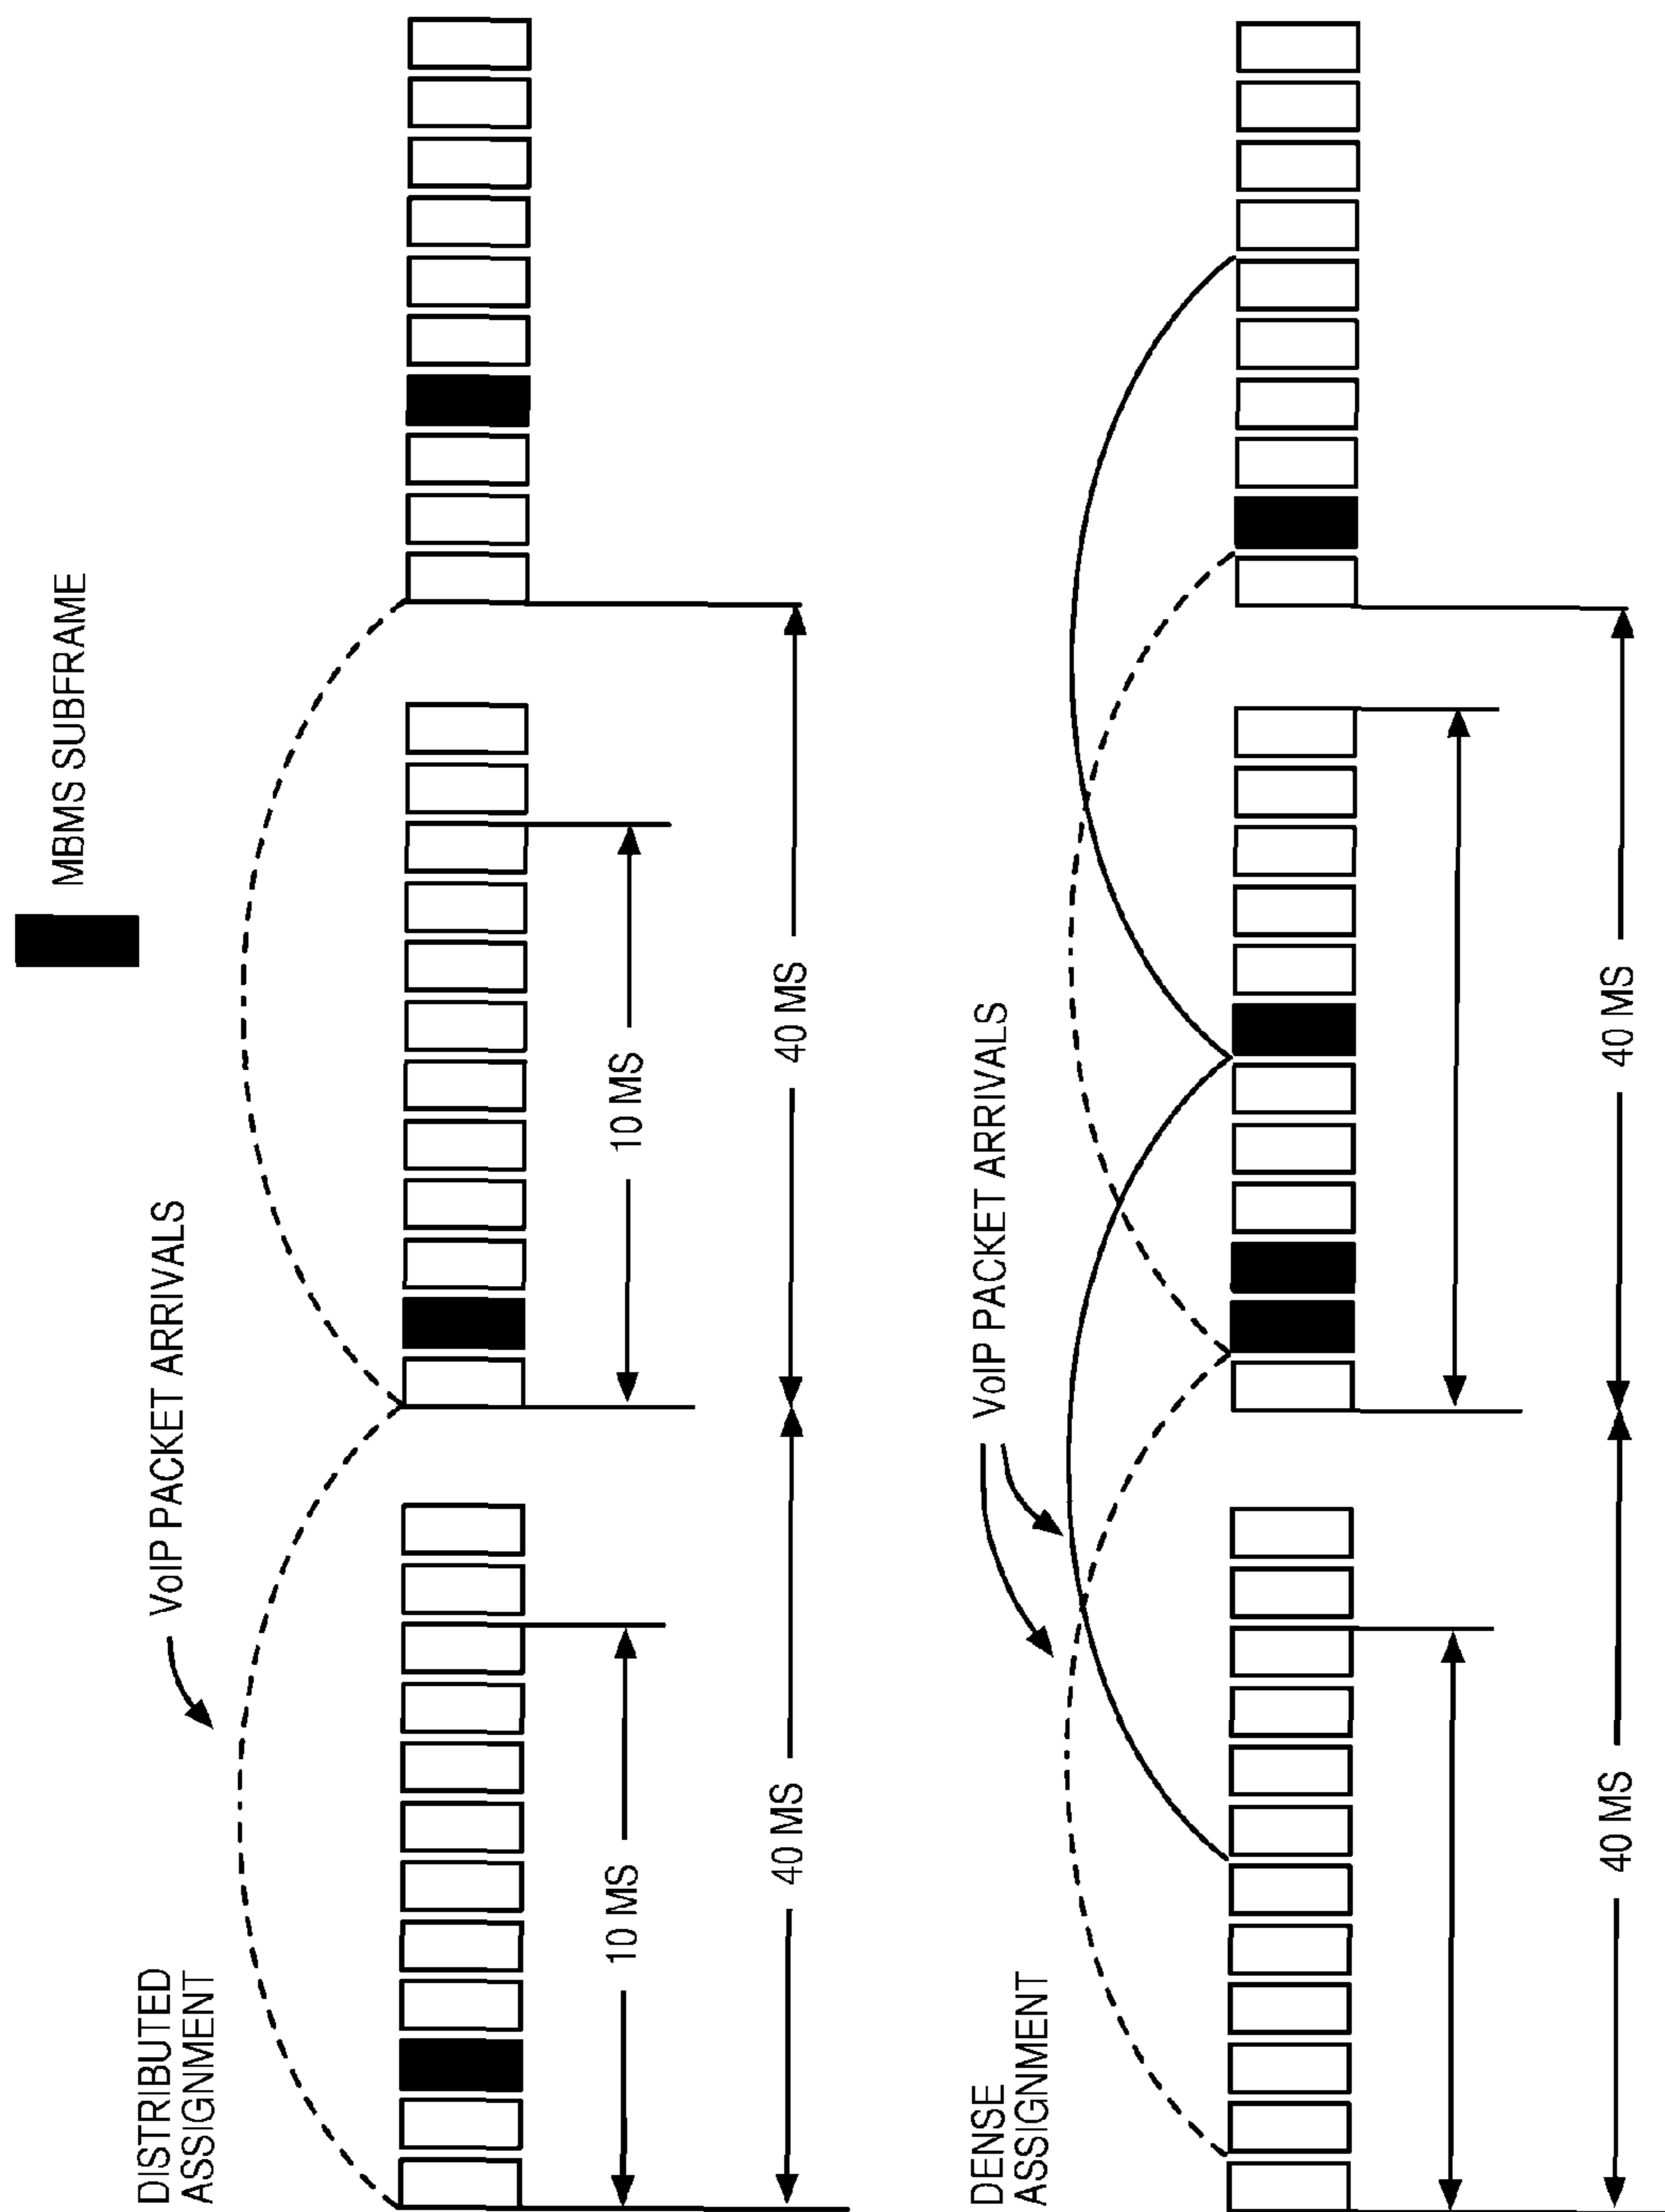 MBMS SUBFRAME
DISTRIBUTED
ASSIGNMENT
VoIP PACKET ARRIVALS
10 MS
10 MS
40 MS
40 MS
DENSE
ASSIGNMENT
VoIP PACKET ARRIVALS
40 MS
40 MS